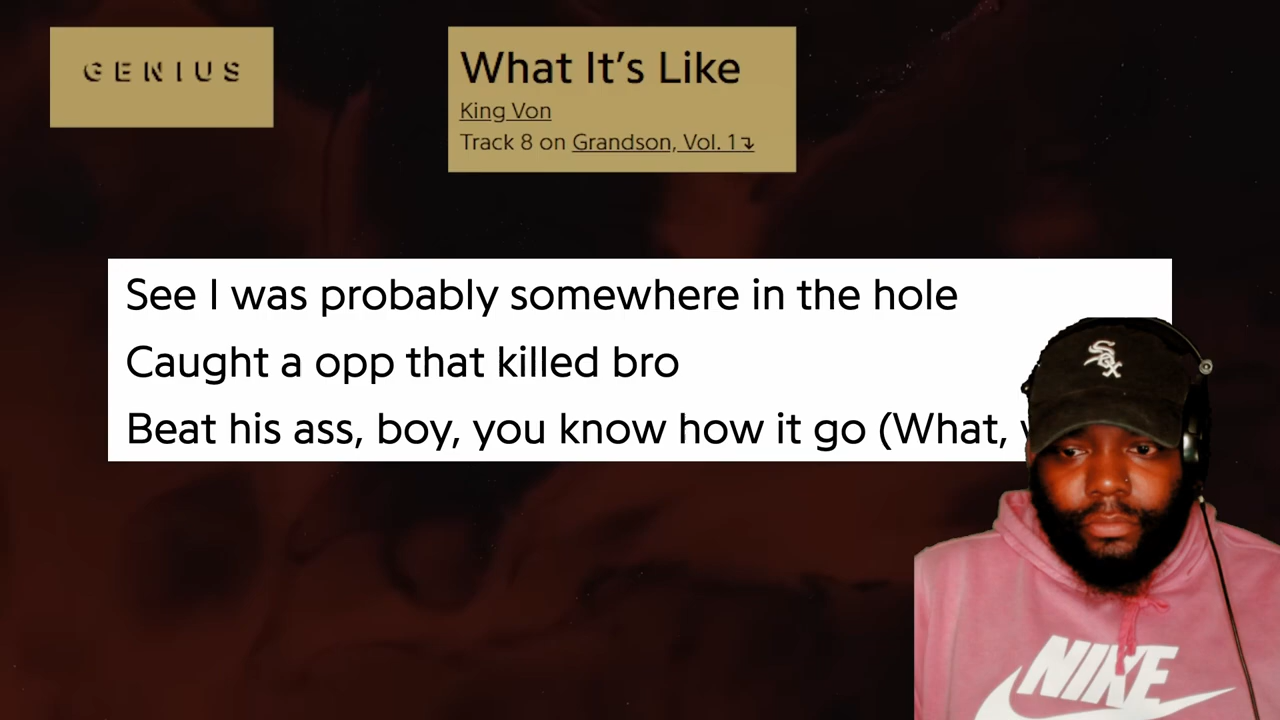 GENIUS
What It’s Like
King Von
Track 8 on Grandson, Vol. 1
See I was probably somewhere in the hole
Caught a opp that killed bro
Beat his ass, boy, you know how it go (What,
Sox
NIKE